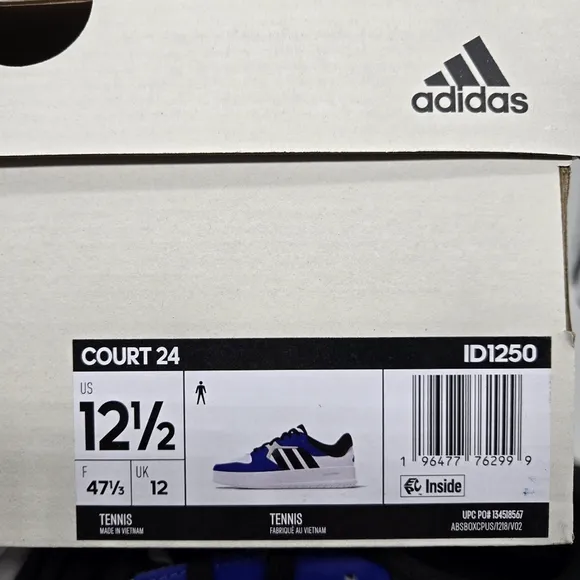 adidas
COURT 24 ID1250
US
12½
F 47⅓ UK 12
1 96477 76299 9
Inside
TENNIS TENNIS UPC PO# 134518567
MADE IN VIETNAM FABRIQUÉ AU VIETNAM ABSBOXCPUS/1218/V02